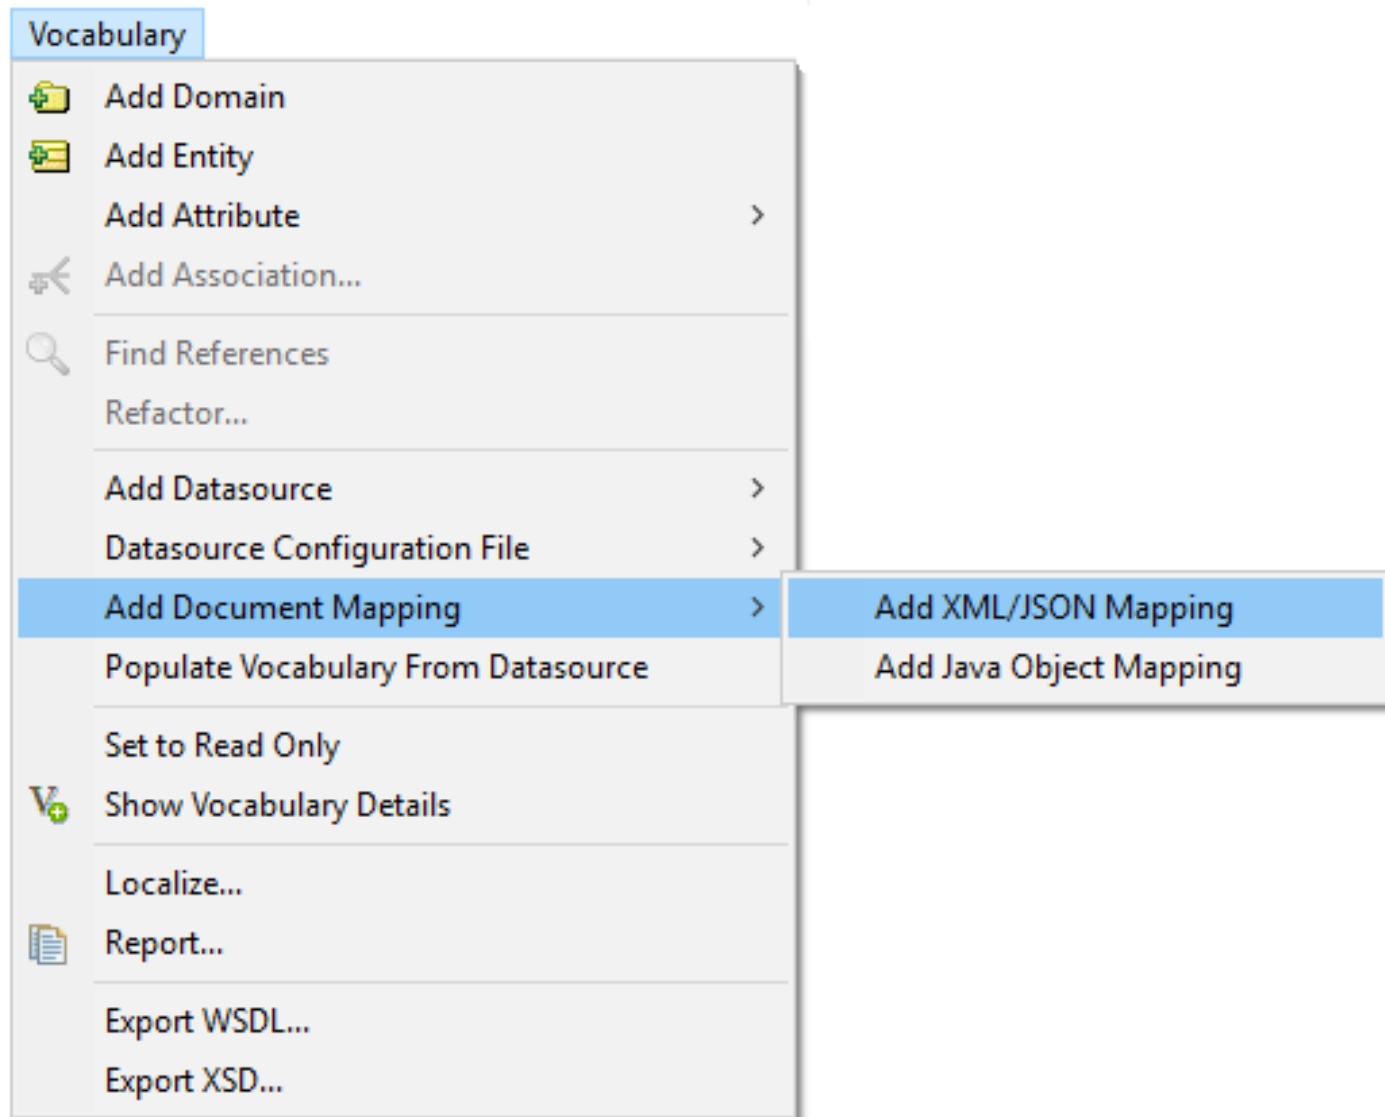 Vocabulary
Add Domain
Add Entity
Add Attribute
Add Association...
Find References
Refactor...
Add Datasource
Datasource Configuration File
Add Document Mapping
Add XML/JSON Mapping
Populate Vocabulary From Datasource
Add Java Object Mapping
Set to Read Only
Show Vocabulary Details
Localize...
Report...
Export WSDL...
Export XSD...